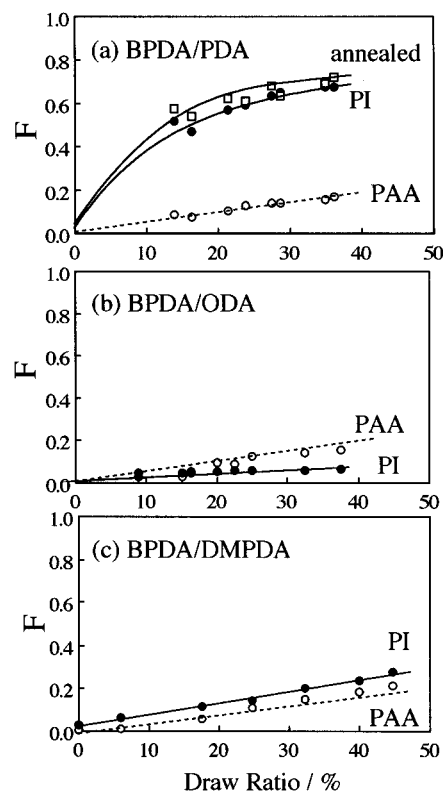 1.0
(a) BPDA/PDA
annealed
0.8
PI
0.6
F
0.4
PAA
0.2
0.0
0 10 20 30 40 50
1.0
(b) BPDA/ODA
0.8
0.6
F
0.4
PAA
0.2
PI
0.0
0 10 20 30 40 50
1.0
(c) BPDA/DMPDA
0.8
0.6
F
0.4
PI
0.2
PAA
0.0
0 10 20 30 40 50
Draw Ratio / %